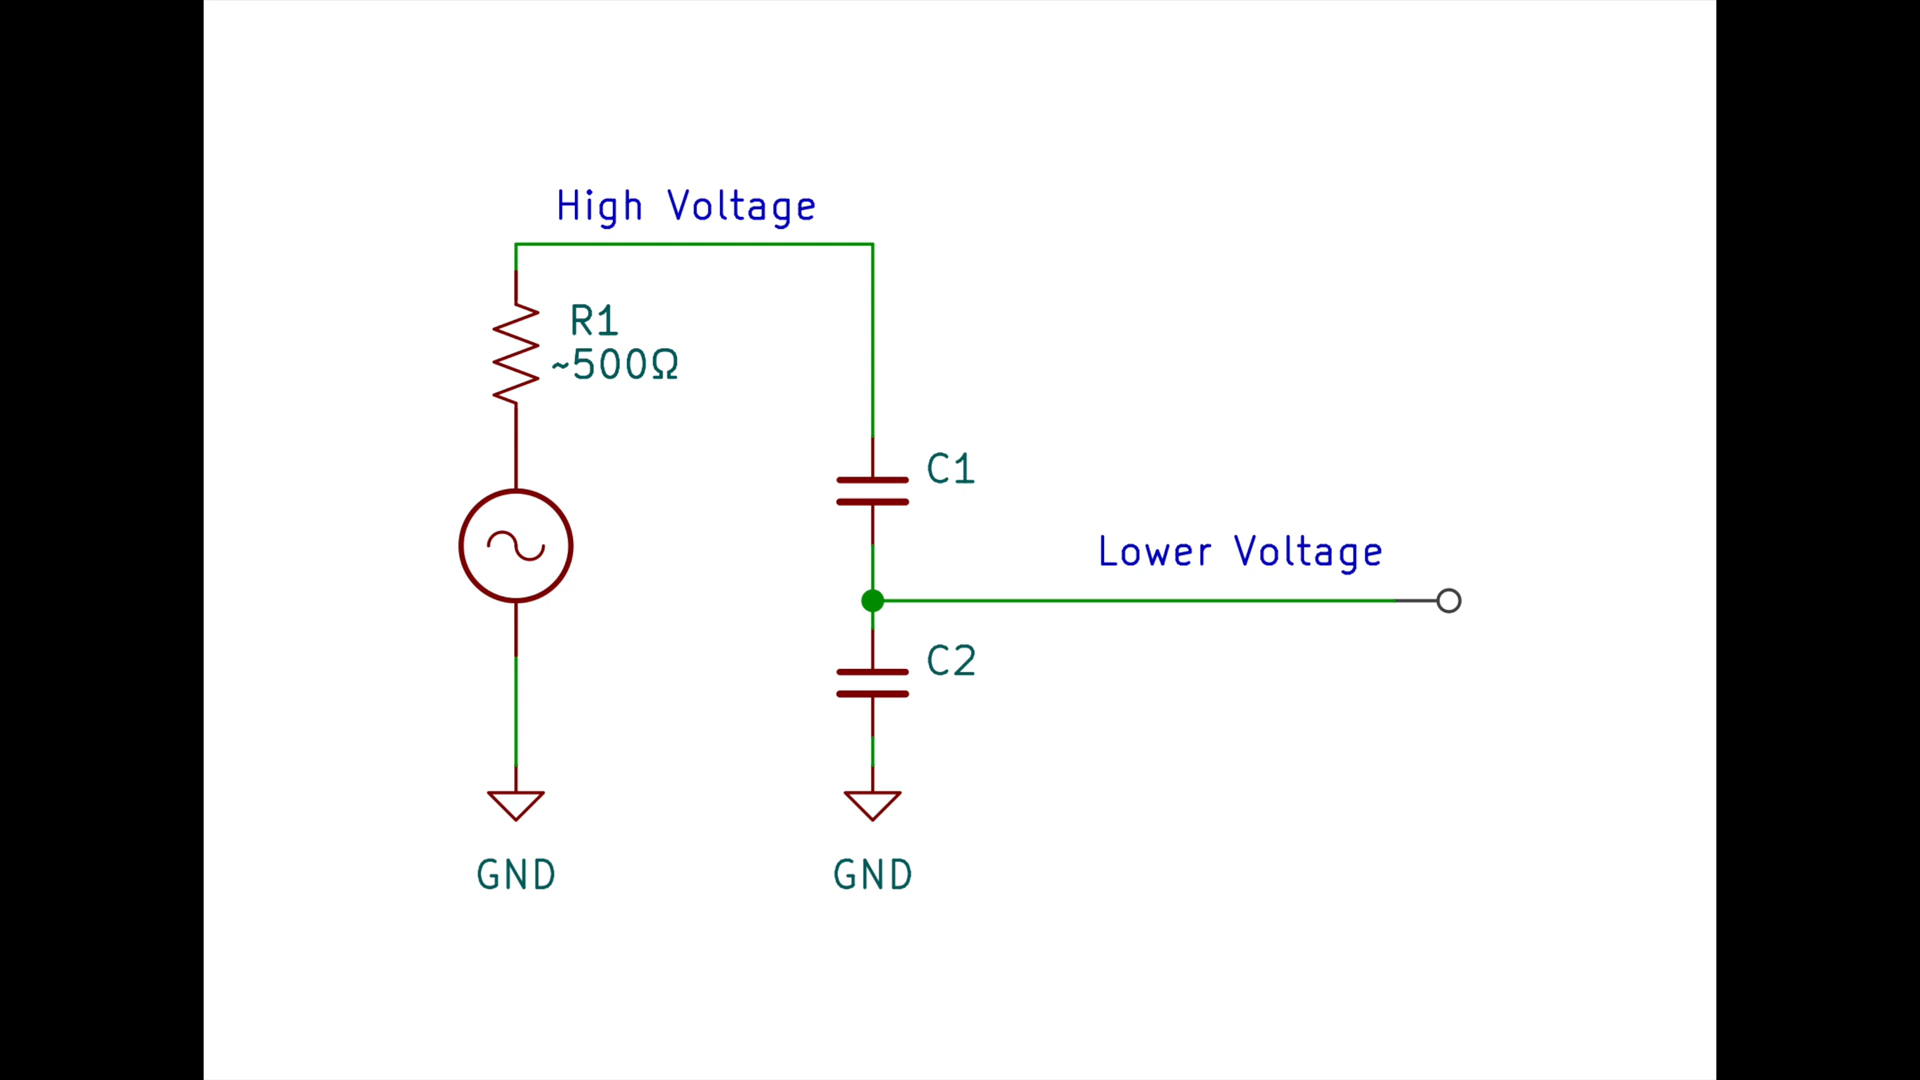 High Voltage
R1
~500Ω
C1
Lower Voltage
C2
GND
GND